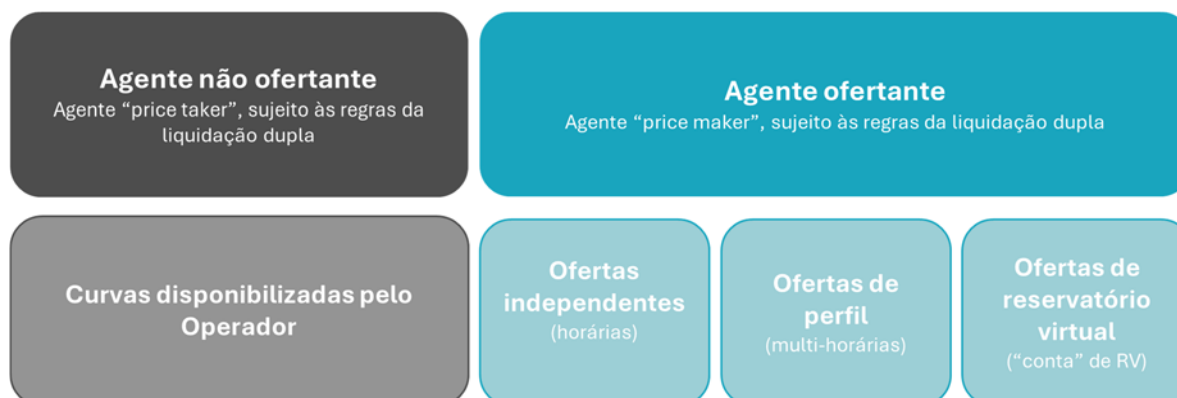 Agente não ofertante
Agente “price taker”, sujeito às regras da
liquidação dupla
Agente ofertante
Agente “price maker”, sujeito às regras da liquidação dupla
Curvas disponibilizadas pelo
Operador
Ofertas
independentes
(horárias)
Ofertas de
perfil
(multi-horárias)
Ofertas de
reservatório
virtual
(“conta” de RV)